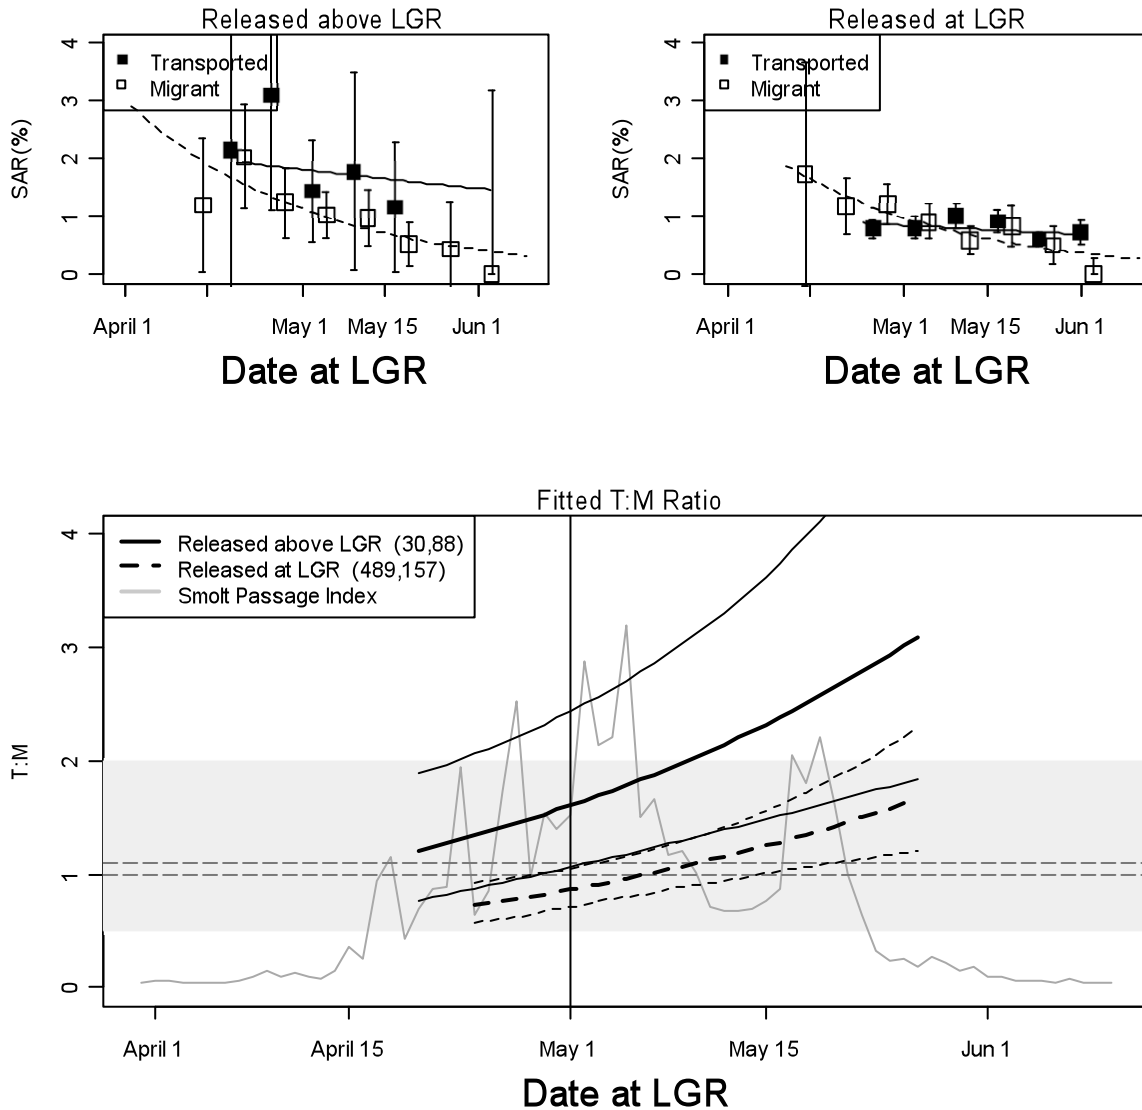 Released above LGR
SAR(%)
4
3
2
1
0
Transported
Migrant
April 1
May 1
May 15
Jun 1
Date at LGR
Released at LGR
SAR(%)
4
3
2
1
0
Transported
Migrant
April 1
May 1
May 15
Jun 1
Date at LGR
Fitted T:M Ratio
T:M
4
3
2
1
0
Released above LGR (30,88)
Released at LGR (489,157)
Smolt Passage Index
April 1
April 15
May 1
May 15
Jun 1
Date at LGR